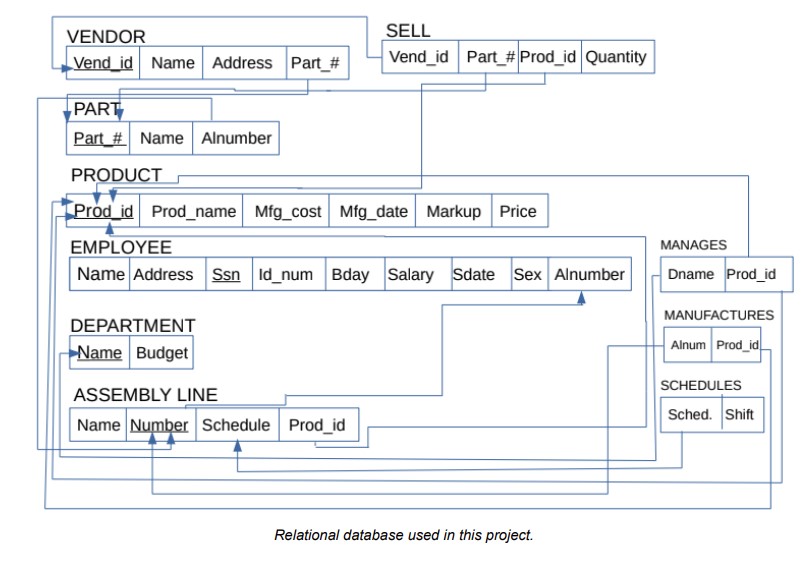 VENDOR
Vend_id Name Address Part_#
SELL
Vend_id Part_# Prod_id Quantity
PART
Part_# Name Alnumber
PRODUCT
Prod_id Prod_name Mfg_cost Mfg_date Markup Price
EMPLOYEE
Name Address Ssn Id_num Bday Salary Sdate Sex Alnumber
MANAGES
Dname Prod_id
DEPARTMENT
Name Budget
MANUFACTURES
Alnum Prod_id
ASSEMBLY LINE
Name Number Schedule Prod_id
SCHEDULES
Sched. Shift
Relational database used in this project.